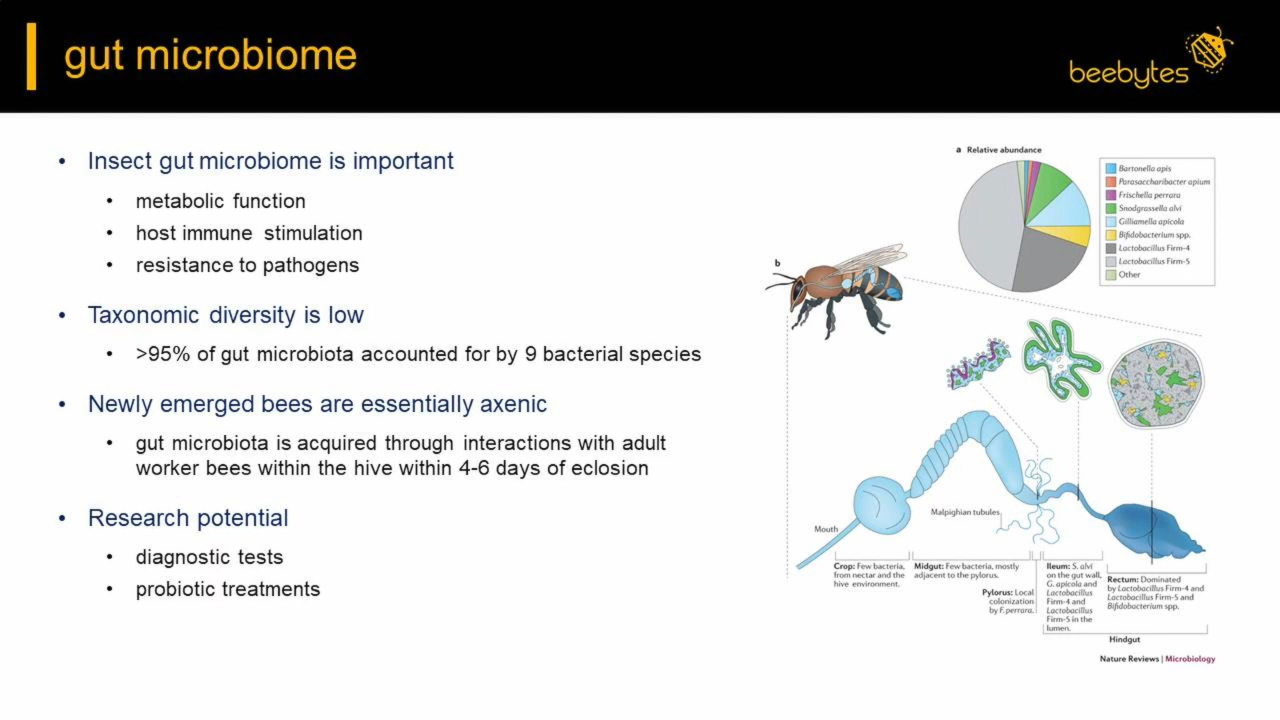 gut microbiome
beebytes
• Insect gut microbiome is important
• metabolic function
• host immune stimulation
• resistance to pathogens
• Taxonomic diversity is low
• >95% of gut microbiota accounted for by 9 bacterial species
• Newly emerged bees are essentially axenic
• gut microbiota is acquired through interactions with adult
worker bees within the hive within 4-6 days of eclosion
• Research potential
• diagnostic tests
• probiotic treatments
a Relative abundance
Bartonella apis
Parasaccharibacter apium
Frischella perrara
Snodgrassella alvi
Gilliamella apicola
Bifidobacterium spp.
Lactobacillus Firm-4
Lactobacillus Firm-5
Other
b
Mouth
Malpighian tubules
Crop: Few bacteria,
from nectar and the
hive environment.
Midgut: Few bacteria, mostly
adjacent to the pylorus.
Pylorus: Local
colonization
by F. perrara.
Ileum: S. alvi
on the gut wall,
G. apicola and
Lactobacillus
Firm-4 and
Lactobacillus
Firm-5 in the
lumen.
Rectum: Dominated
by Lactobacillus Firm-4 and
Lactobacillus Firm-5 and
Bifidobacterium spp.
Hindgut
Nature Reviews | Microbiology